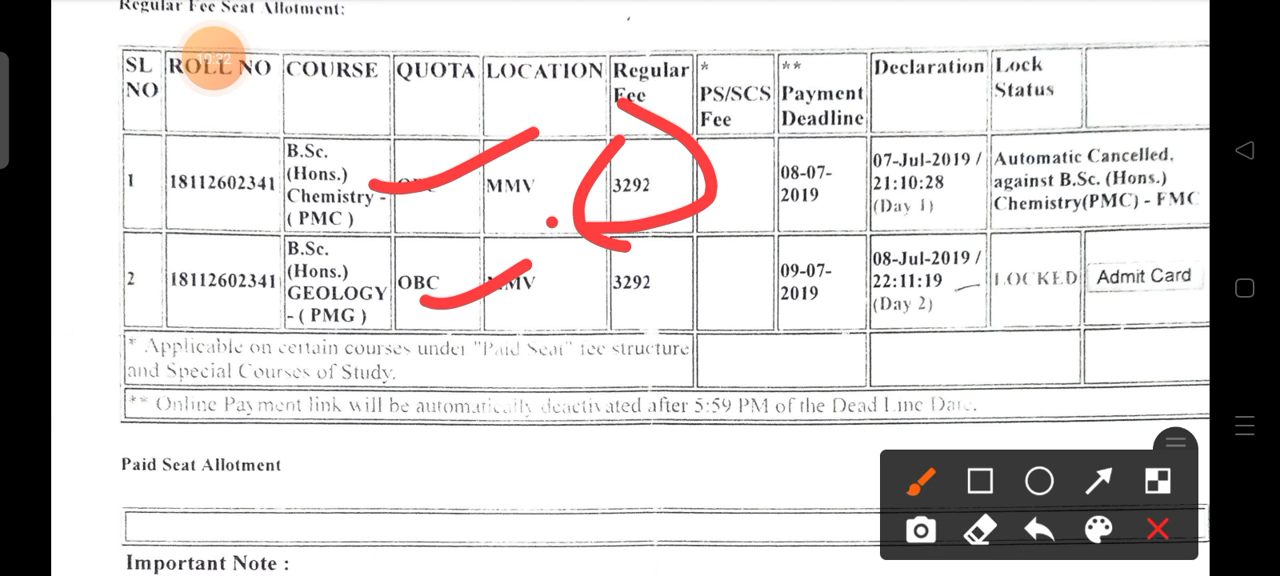 Regular Fee Seat Allotment:
SL NO ROLL NO COURSE QUOTA LOCATION Regular Fee * PS/SCS Fee ** Payment Deadline Declaration Lock Status
1 18112602341 B.Sc. (Hons.) Chemistry - ( PMC ) MMV 3292 08-07-2019 07-Jul-2019 / 21:10:28 (Day 1) Automatic Cancelled, against B.Sc. (Hons.) Chemistry(PMC) - FMC
2 18112602341 B.Sc. (Hons.) GEOLOGY - ( PMG ) OBC MMV 3292 09-07-2019 08-Jul-2019 / 22:11:19 (Day 2) LOCKED Admit Card
* Applicable on certain courses under "Paid Seat" fee structure
and Special Courses of Study.
** Online Payment link will be automatically deactivated after 5:59 PM of the Dead Line Date.
Paid Seat Allotment
Important Note :